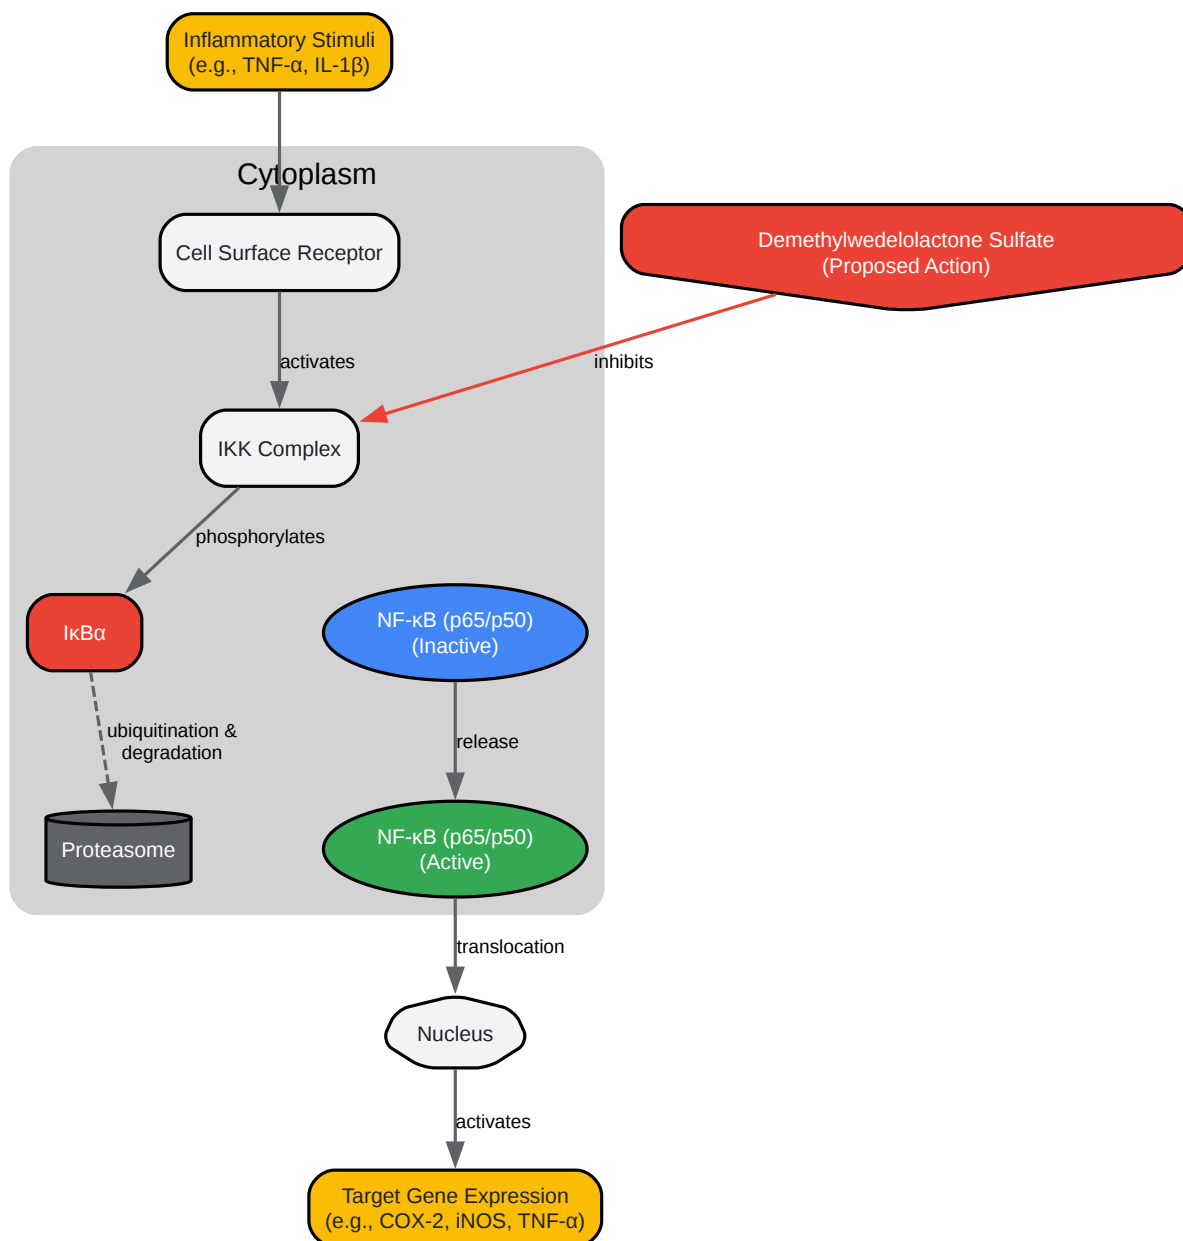 Inflammatory Stimuli
(e.g., TNF-α, IL-1β)
Cytoplasm
Cell Surface Receptor
Demethylwedelolactone Sulfate
(Proposed Action)
activates
inhibits
IKK Complex
phosphorylates
IκBα
NF-κB (p65/p50)
(Inactive)
ubiquitination &
degradation
release
Proteasome
NF-κB (p65/p50)
(Active)
translocation
Nucleus
activates
Target Gene Expression
(e.g., COX-2, iNOS, TNF-α)